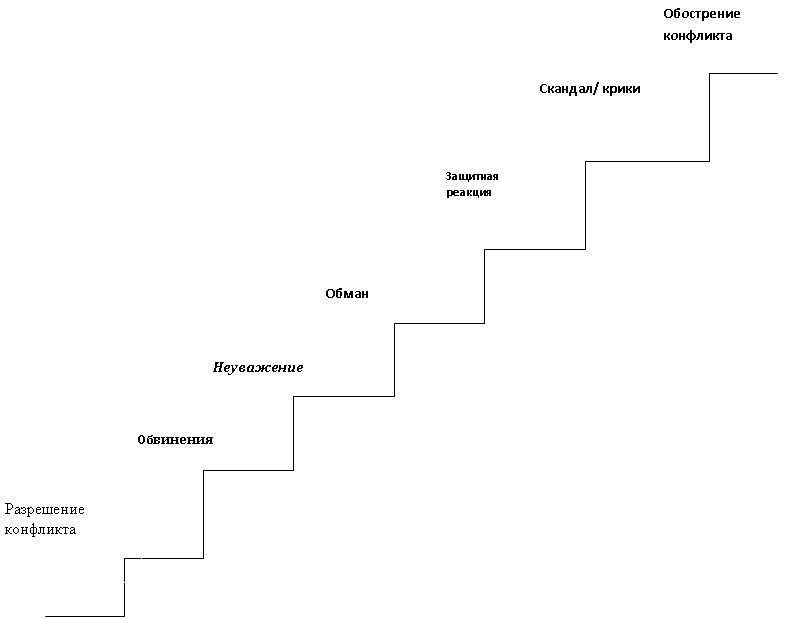 Обострение
конфликта
Скандал/ крики
Защитная
реакция
Обман
Неуважение
Обвинения
Разрешение
конфликта